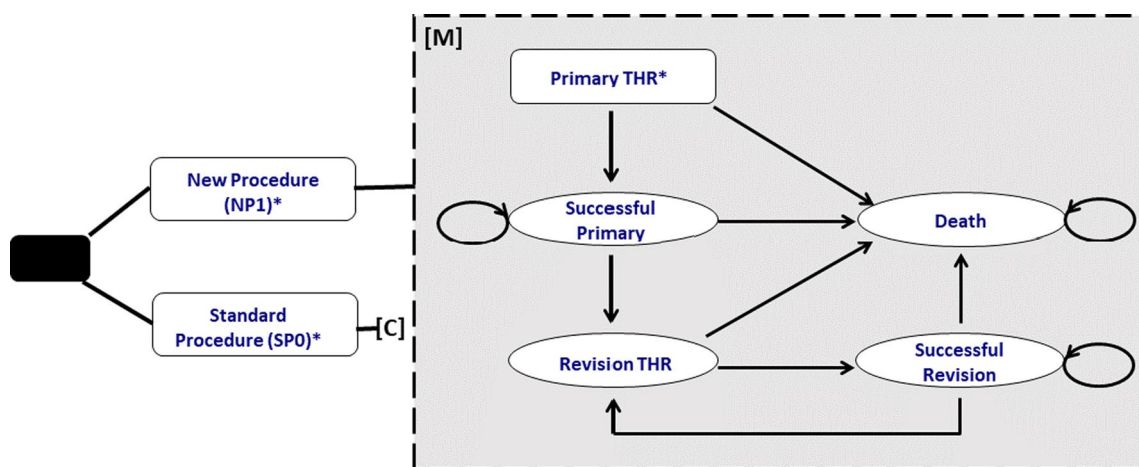 [M]
Primary THR*
New Procedure
(NP1)*
Successful
Primary
Death
Standard
Procedure (SP0)*
[C]
Revision THR
Successful
Revision